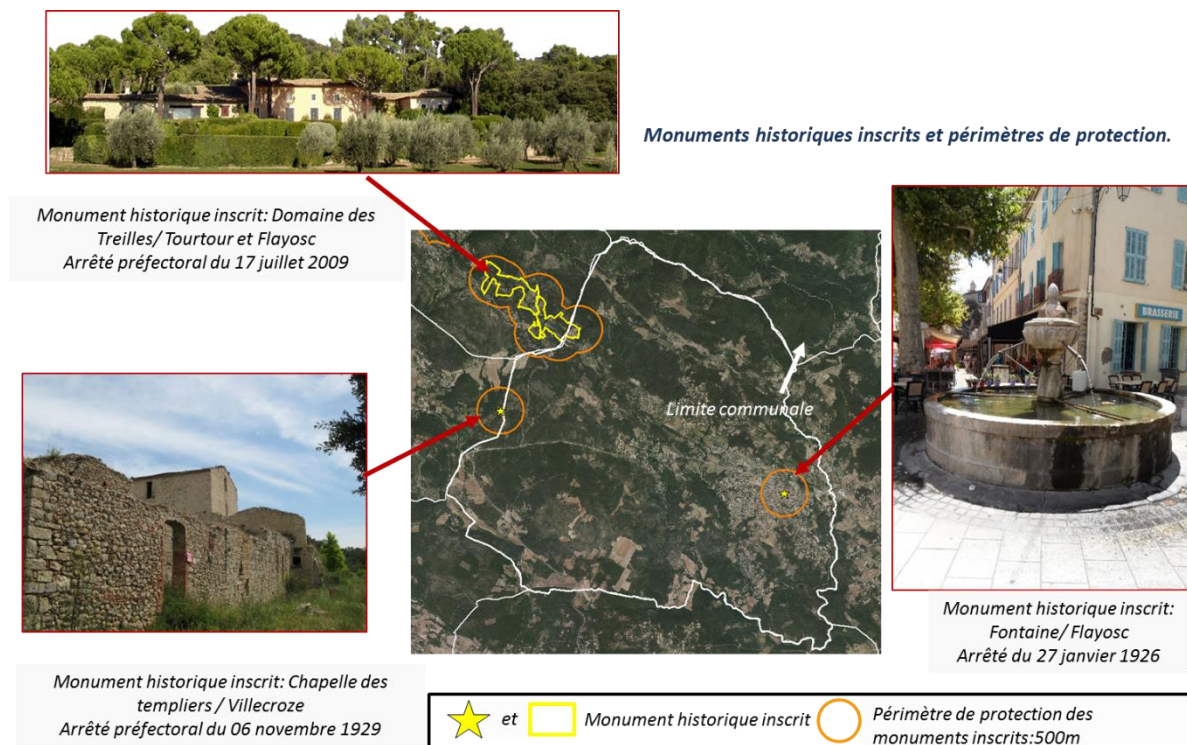 Monuments historiques inscrits et périmètres de protection.
Monument historique inscrit: Domaine des
Treilles/ Tourtour et Flayosc
Arrêté préfectoral du 17 juillet 2009
BRASSERIE
Limite communale
Monument historique inscrit:
Fontaine/ Flayosc
Arrêté du 27 janvier 1926
Monument historique inscrit: Chapelle des
templiers / Villecroze
Arrêté préfectoral du 06 novembre 1929
et
Monument historique inscrit
Périmètre de protection des
monuments inscrits:500m